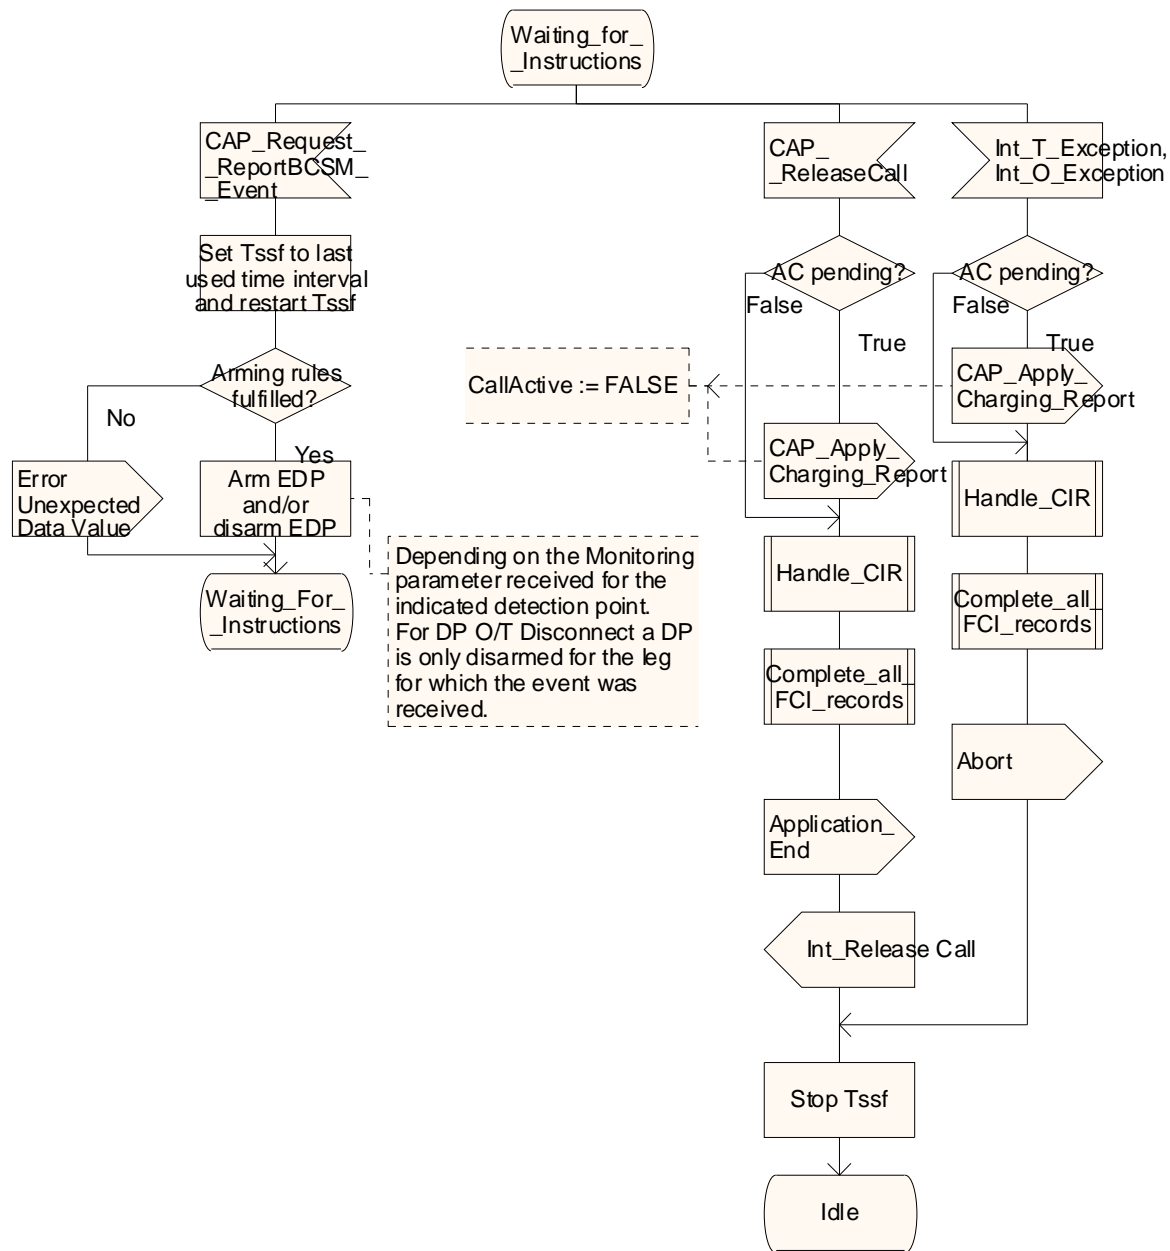 Waiting_for_
_Instructions
CAP_Request_
_ReportBCSM_
_Event
CAP_
_ReleaseCall
Int_T_Exception,
Int_O_Exception
Set Tssf to last
used time interval
and restart Tssf
AC pending?
False
True
AC pending?
False
True
Arming rules
fulfilled?
No
Yes
CallActive := FALSE
CAP_Apply_
Charging_Report
CAP_Apply_
Charging_Report
Error
Unexpected
Data Value
Arm EDP
and/or
disarm EDP
Handle_CIR
Depending on the Monitoring
parameter received for the
indicated detection point.
For DP O/T Disconnect a DP
is only disarmed for the leg
for which the event was
received.
Handle_CIR
Waiting_For_
_Instructions
Complete_all_
FCI_records
Complete_all_
FCI_records
Abort
Application_
End
Int_Release Call
Stop Tssf
Idle